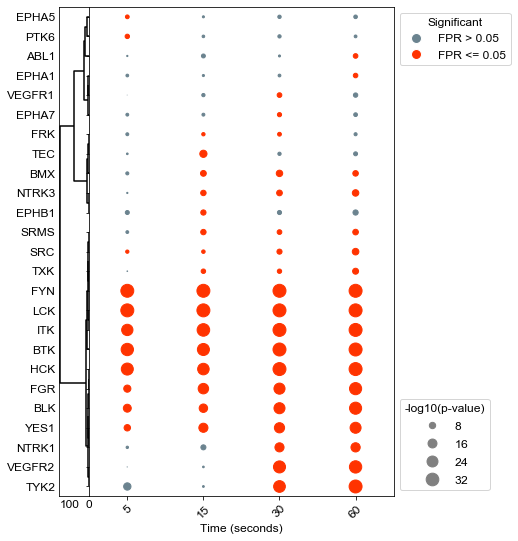 EPHA5
PTK6
ABL1
EPHA1
VEGFR1
EPHA7
FRK
TEC
BMX
NTRK3
EPHB1
SRMS
SRC
TXK
FYN
LCK
ITK
BTK
HCK
FGR
BLK
YES1
NTRK1
VEGFR2
TYK2
100 0
5 15 30 60
Time (seconds)
Significant
FPR > 0.05
FPR <= 0.05
-log10(p-value)
8
16
24
32